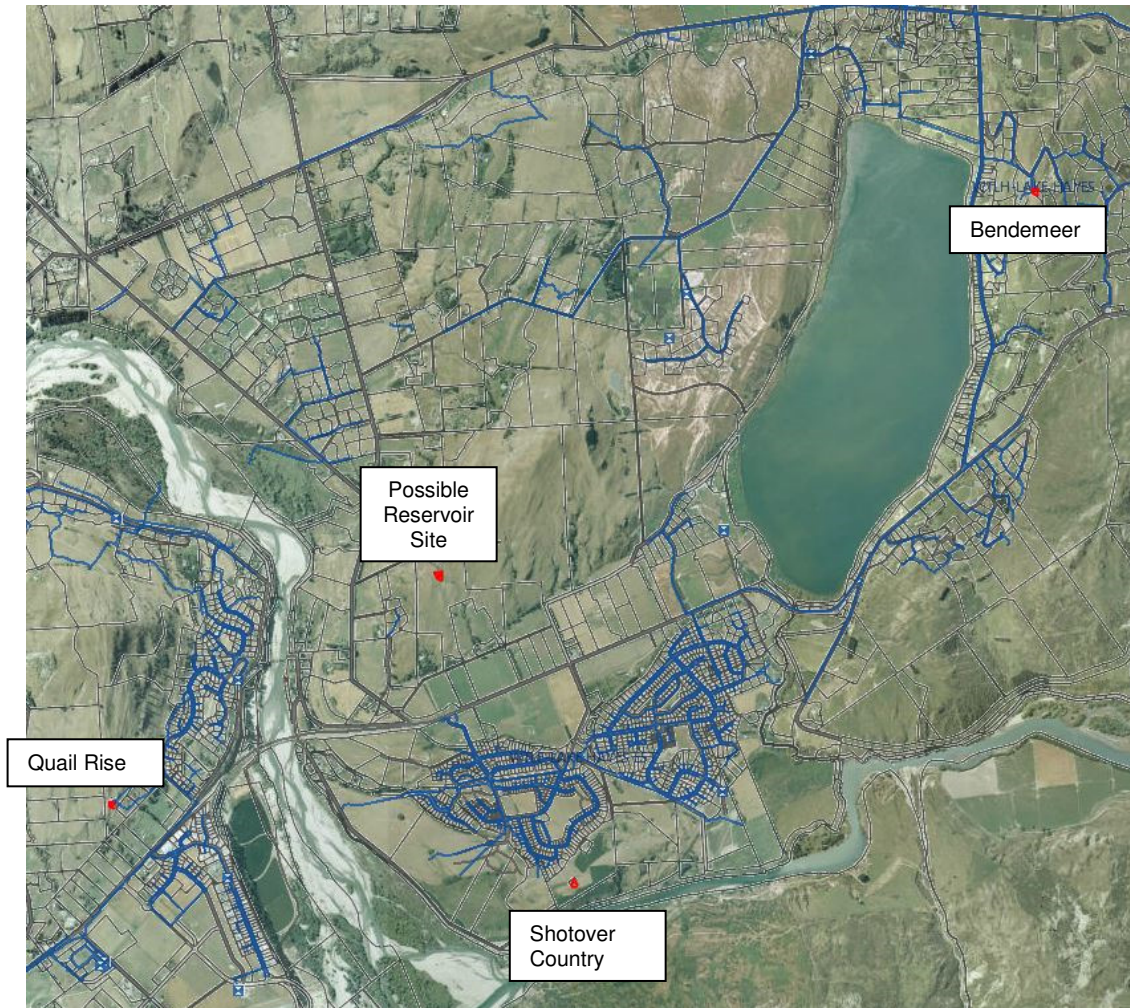 Bendemeer
Possible
Reservoir
Site
Quail Rise
Shotover
Country